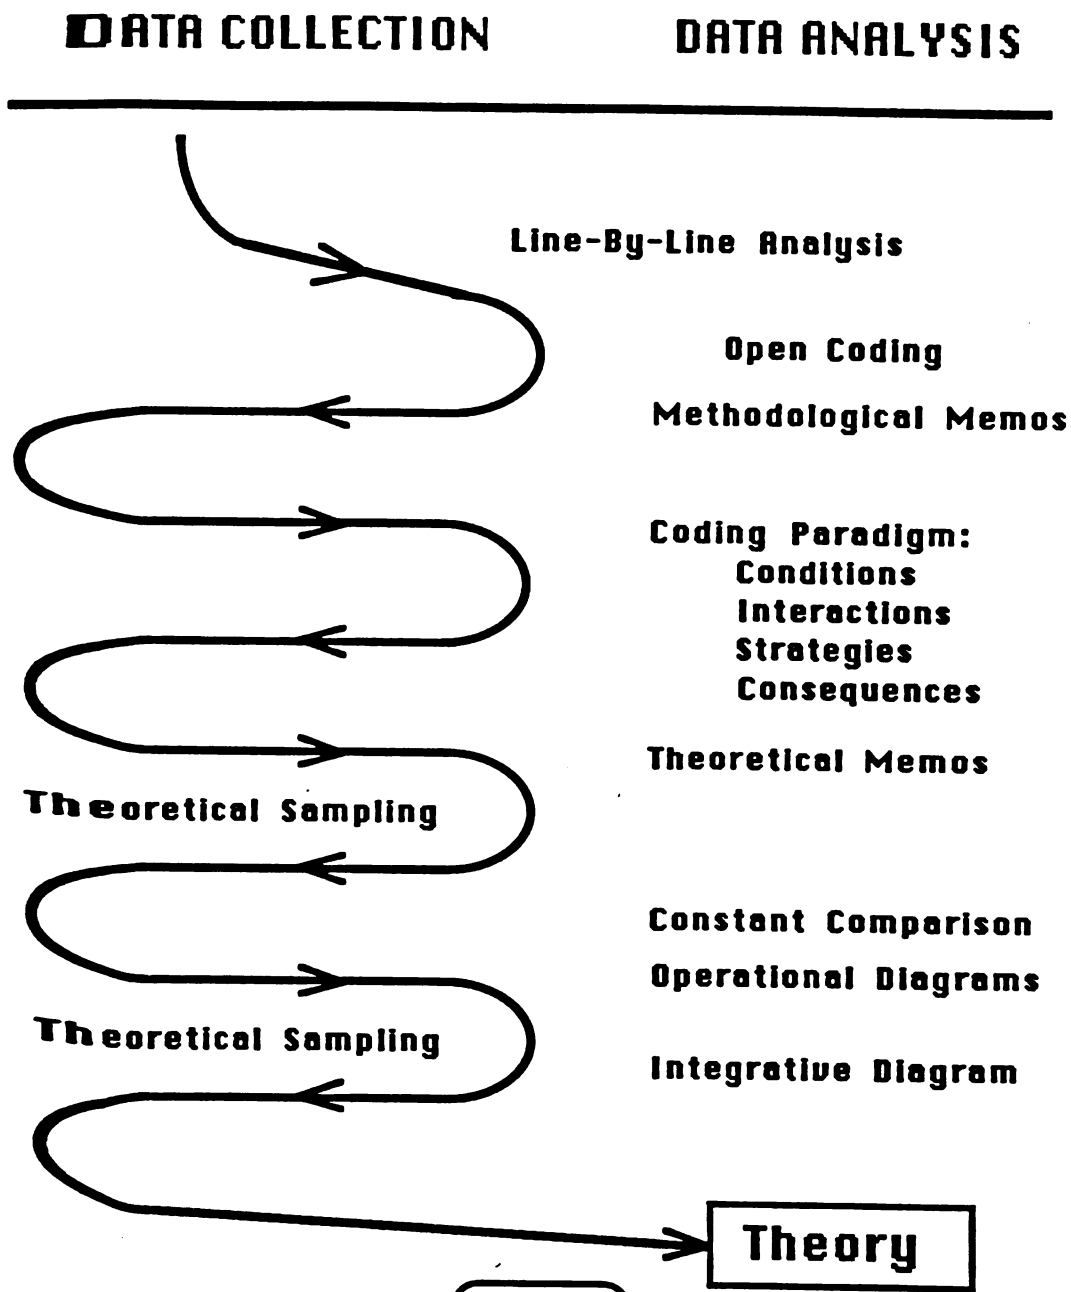 DATA COLLECTION DATA ANALYSIS
Line-By-Line Analysis
Open Coding
Methodological Memos
Coding Paradigm:
Conditions
Interactions
Strategies
Consequences
Theoretical Memos
Theoretical Sampling
Constant Comparison
Operational Diagrams
Theoretical Sampling
Integrative Diagram
Theory